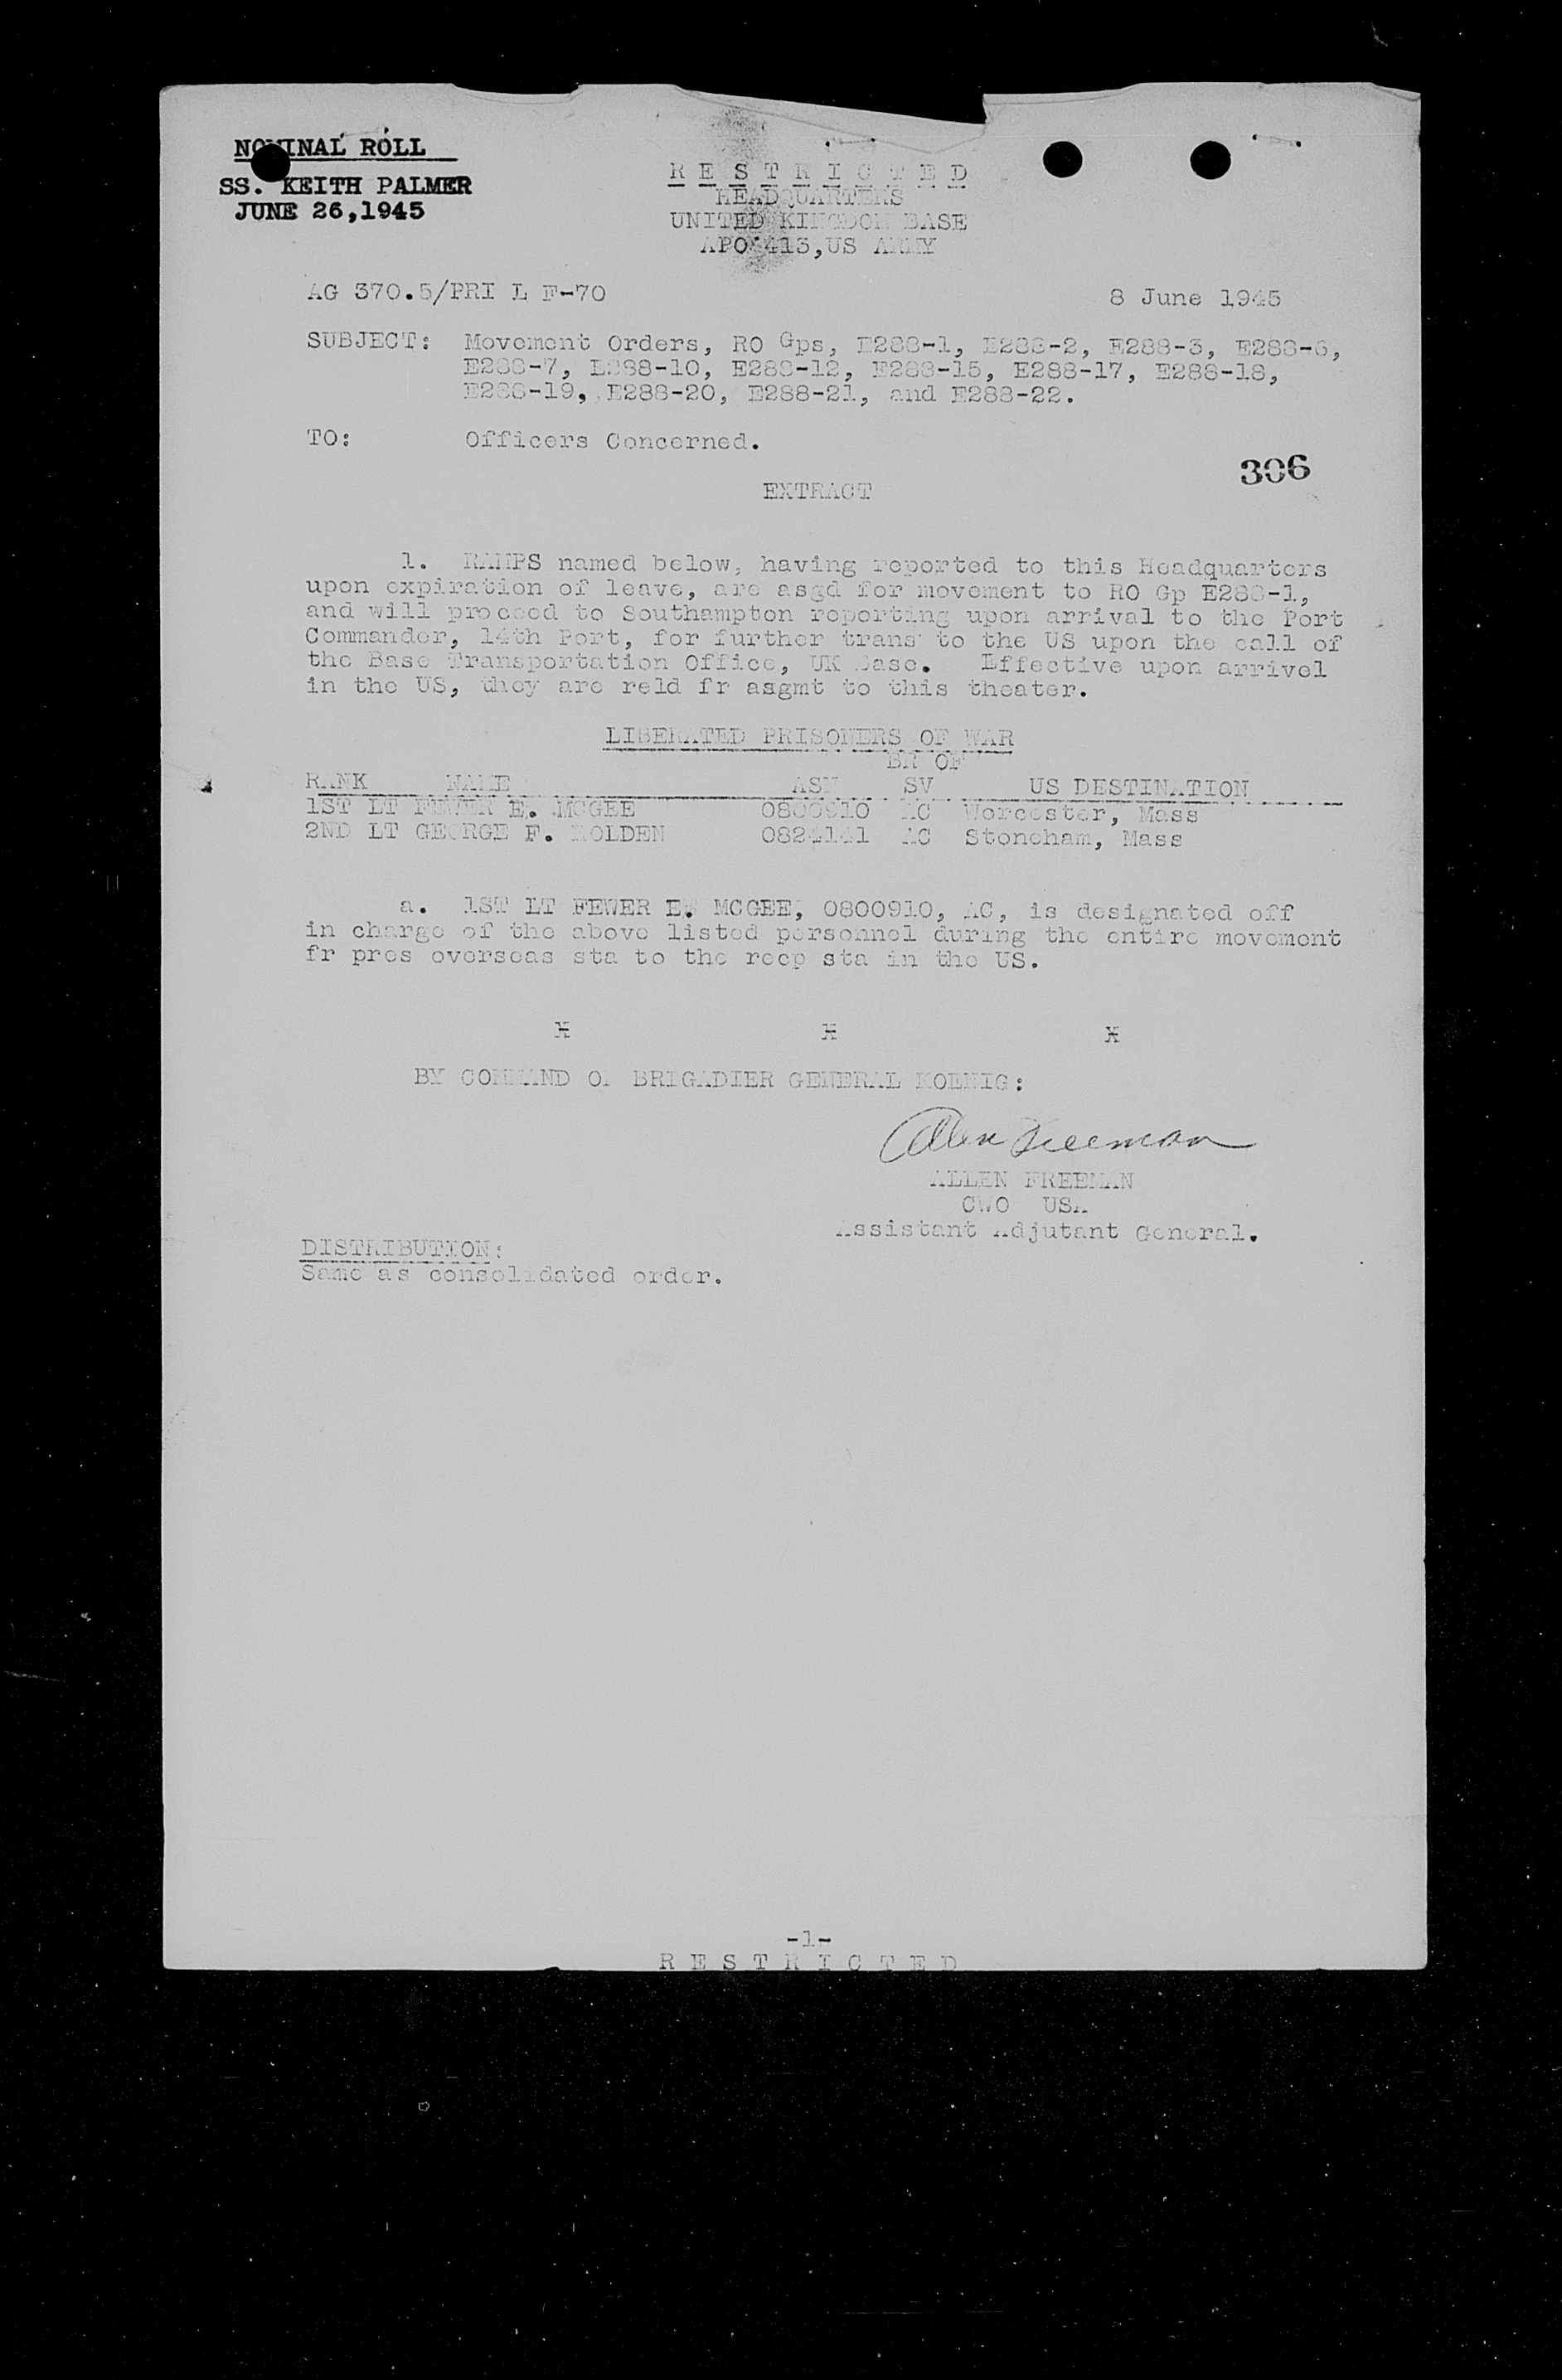 NOMINAL ROLL
SS. KEITH PALMER
JUNE 26,1945
R E S T R I C T E D
HEADQUARTERS
UNITED KINGDOM BASE
APO 413,US ARMY
AG 370.5/PRI L F-70
8 June 1945
SUBJECT: Movement Orders, RO Gps, E288-1, E288-2, E288-3, E288-6,
E288-7, E288-10, E288-12, E288-15, E288-17, E288-18,
E288-19, E288-20, E288-21, and E288-22.
TO: Officers Concerned.
306
EXTRACT
1. RAMPS named below, having reported to this Headquarters
upon expiration of leave, are asgd for movement to RO Gp E288-1,
and will proceed to Southampton reporting upon arrival to the Port
Commander, 14th Port, for further trans to the US upon the call of
the Base Transportation Office, UK Base. Effective upon arrivel
in the US, they are reld fr asgmt to this theater.
LIBERATED PRISONERS OF WAR
BR OF
RANK NAME ASN SV US DESTINATION
1ST LT FEWER E. MCGEE 0800910 AC Worcester, Mass
2ND LT GEORGE F. 0824141 AC Stoneham, Mass
a. 1ST LT FEWER E. MCGEE, 0800910, AC, is designated off
in charge of the above listed personnel during the entire movement
fr pres overseas sta to the recp sta in the US.
X X X
BY COMMAND OF BRIGADIER GENERAL KOENIG:
Allen Freeman
ALLEN FREEMAN
CWO USA
Assistant Adjutant General.
DISTRIBUTION:
Same as consolidated order.
-1-
R E S T R I C T E D